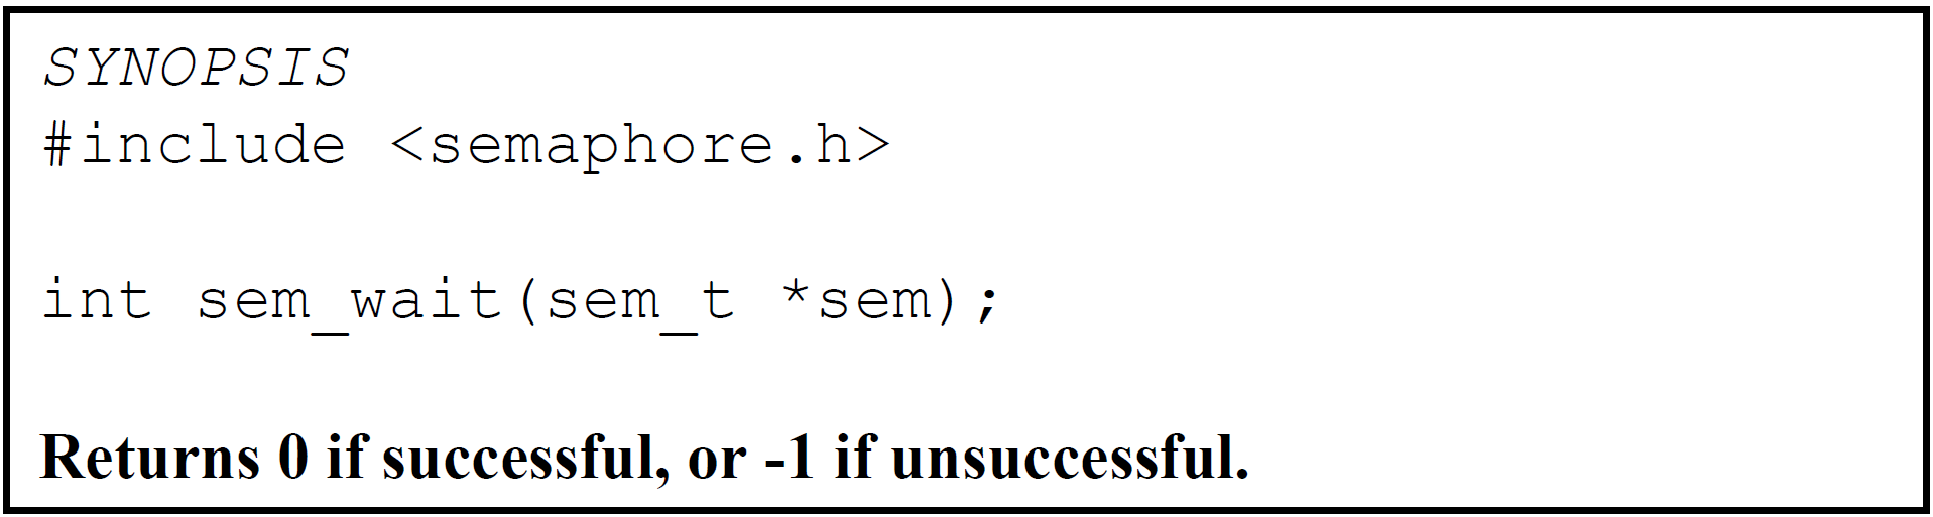 SYNOPSIS
#include <semaphore.h>
int sem_wait(sem_t *sem);
Returns 0 if successful, or -1 if unsuccessful.